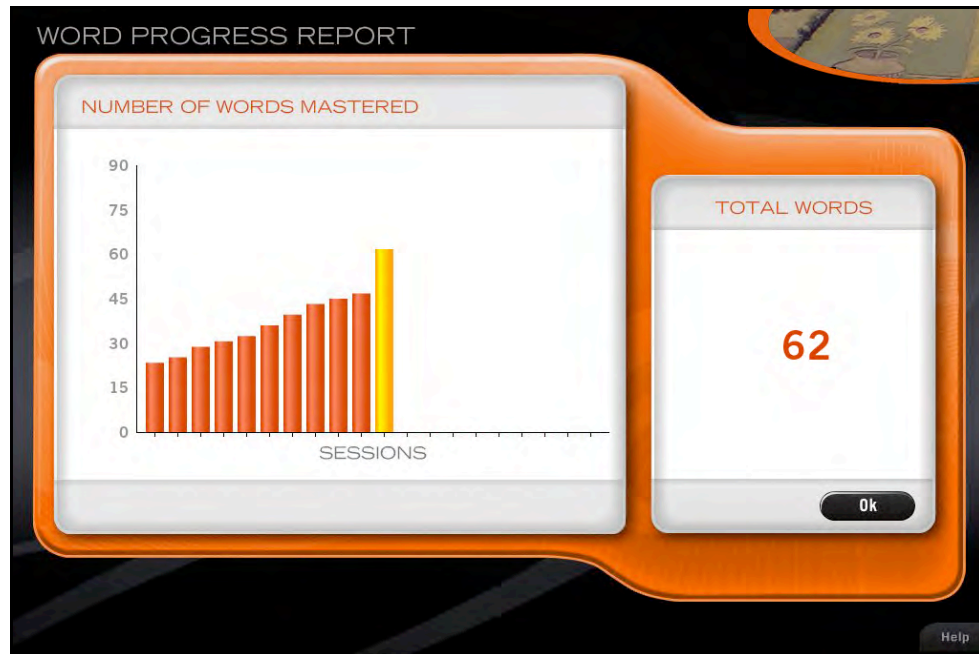 WORD PROGRESS REPORT
NUMBER OF WORDS MASTERED
90
75
60
45
30
15
0
SESSIONS
TOTAL WORDS
62
Ok
Help